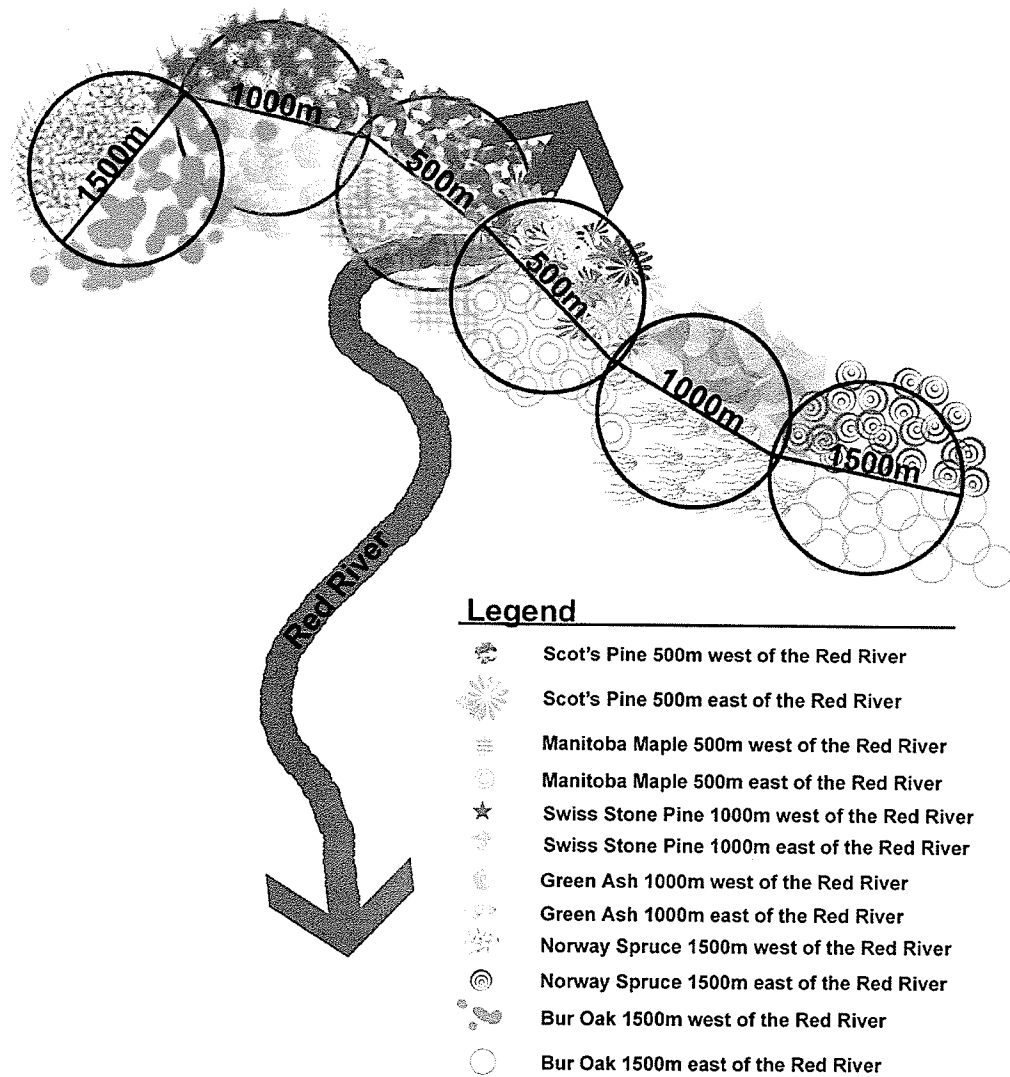 1500m
1000m
500m
500m
1000m
1500m
Red River
Legend
Scot's Pine 500m west of the Red River
Scot's Pine 500m east of the Red River
Manitoba Maple 500m west of the Red River
Manitoba Maple 500m east of the Red River
Swiss Stone Pine 1000m west of the Red River
Swiss Stone Pine 1000m east of the Red River
Green Ash 1000m west of the Red River
Green Ash 1000m east of the Red River
Norway Spruce 1500m west of the Red River
Norway Spruce 1500m east of the Red River
Bur Oak 1500m west of the Red River
Bur Oak 1500m east of the Red River